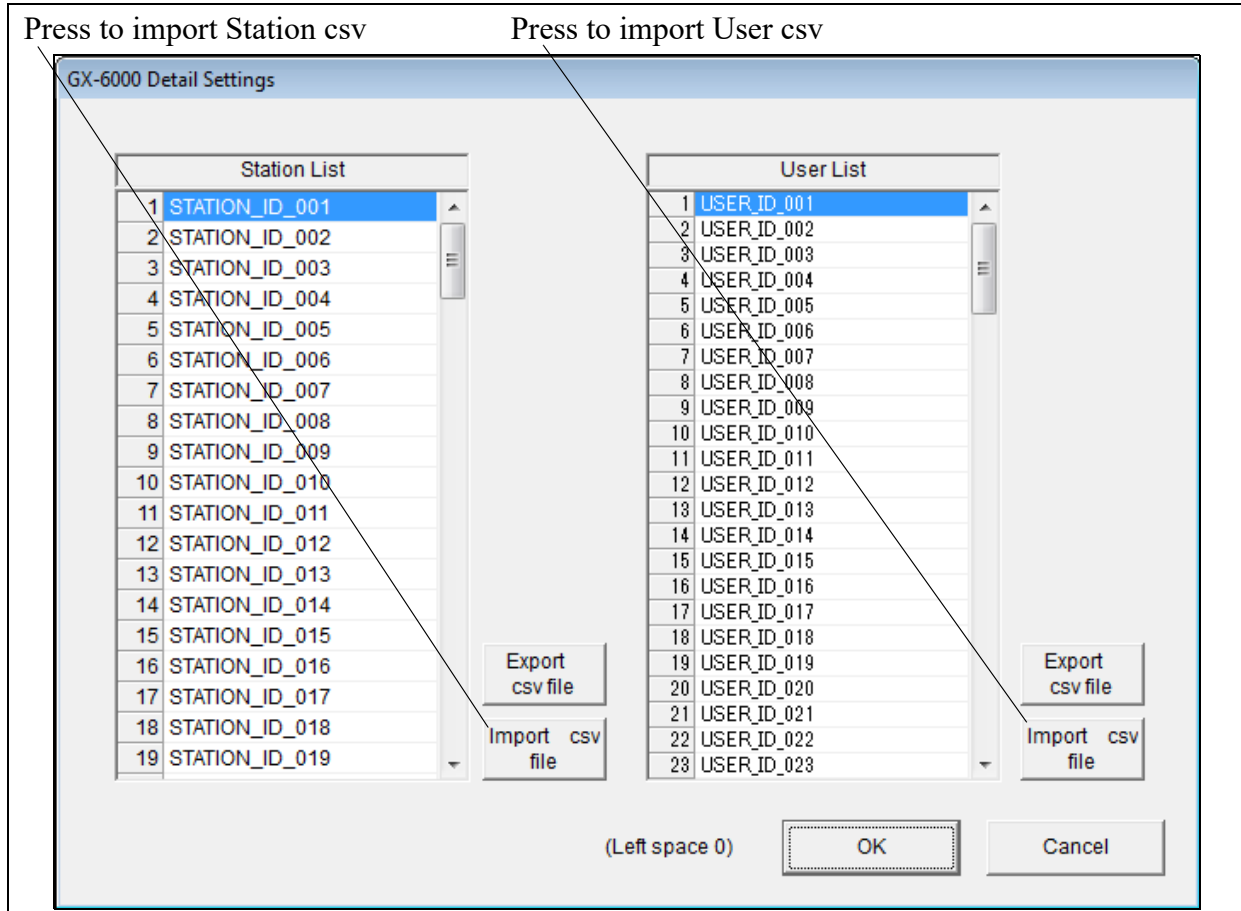 Press to import Station csv
Press to import User csv
GX-6000 Detail Settings
Station List
1 STATION_ID_001
2 STATION_ID_002
3 STATION_ID_003
4 STATION_ID_004
5 STATION_ID_005
6 STATION_ID_006
7 STATION_ID_007
8 STATION_ID_008
9 STATION_ID_009
10 STATION_ID_010
11 STATION_ID_011
12 STATION_ID_012
13 STATION_ID_013
14 STATION_ID_014
15 STATION_ID_015
16 STATION_ID_016
17 STATION_ID_017
18 STATION_ID_018
19 STATION_ID_019
Export
csv file
Import csv
file
User List
1 USER_ID_001
2 USER_ID_002
3 USER_ID_003
4 USER_ID_004
5 USER_ID_005
6 USER_ID_006
7 USER_ID_007
8 USER_ID_008
9 USER_ID_009
10 USER_ID_010
11 USER_ID_011
12 USER_ID_012
13 USER_ID_013
14 USER_ID_014
15 USER_ID_015
16 USER_ID_016
17 USER_ID_017
18 USER_ID_018
19 USER_ID_019
20 USER_ID_020
21 USER_ID_021
22 USER_ID_022
23 USER_ID_023
Export
csv file
Import csv
file
(Left space 0)
OK
Cancel